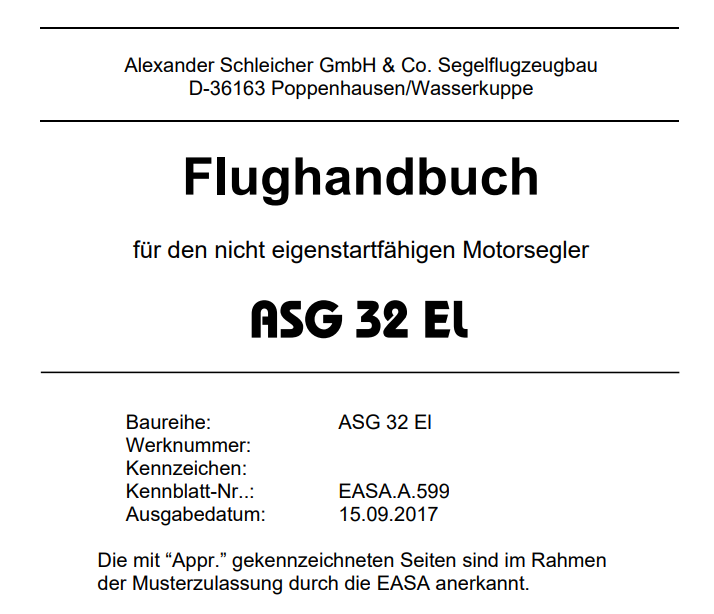 Alexander Schleicher GmbH & Co. Segelflugzeugbau
D-36163 Poppenhausen/Wasserkuppe
Flughandbuch
für den nicht eigenstartfähigen Motorsegler
ASG 32 El
Baureihe: ASG 32 El
Werknummer:
Kennzeichen:
Kennblatt-Nr..: EASA.A.599
Ausgabedatum: 15.09.2017
Die mit “Appr.” gekennzeichneten Seiten sind im Rahmen
der Musterzulassung durch die EASA anerkannt.